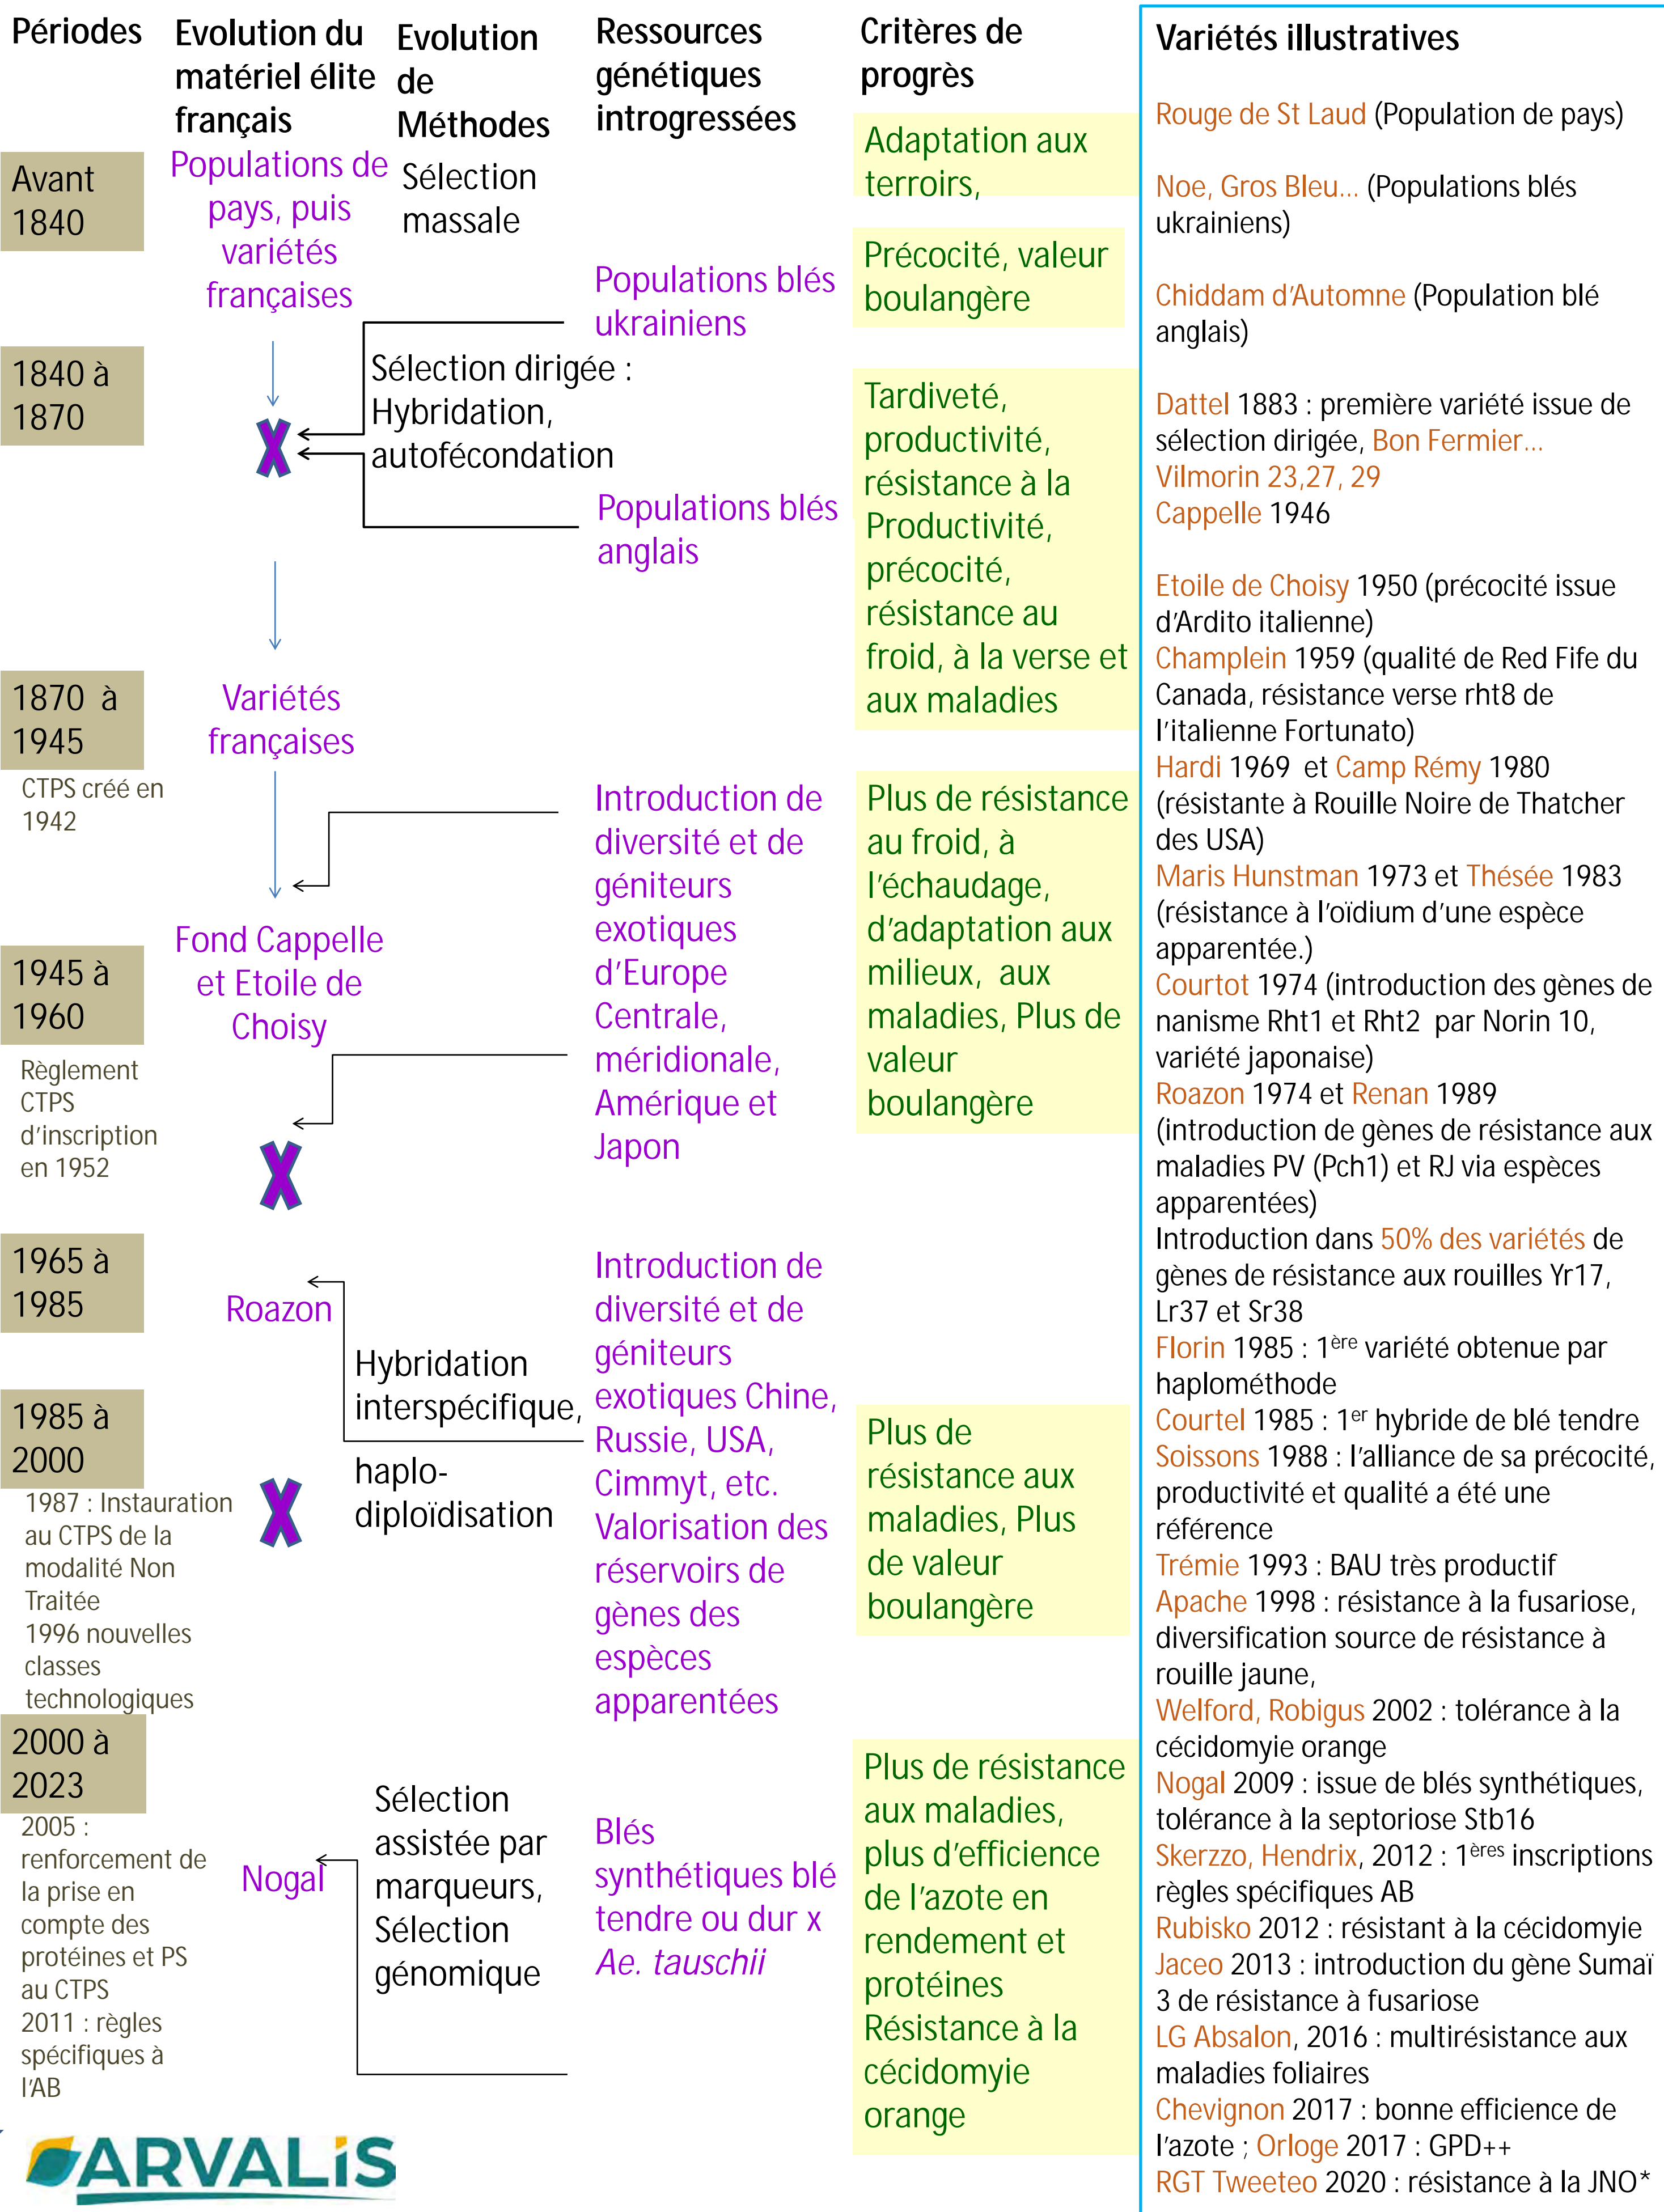 Périodes
Evolution du
matériel élite
français
Evolution
de
Méthodes
Ressources
génétiques
introgressées
Critères de
progrès
Avant
1840
1840 à
1870
1870 à
1945
CTPS créé en
1942
1945 à
1960
Règlement
CTPS
d'inscription
en 1952
1965 à
1985
1985 à
2000
1987 : Instauration
au CTPS de la
modalité Non
Traitée
1996 nouvelles
classes
technologiques
2000 à
2023
2005 :
renforcement de
la prise en
compte des
protéines et PS
au CTPS
2011 : règles
spécifiques à
l'AB
Populations de
pays, puis
variétés
françaises
Variétés
françaises
Fond Cappelle
et Etoile de
Choisy
Roazon
Nogal
Sélection
massale
Sélection dirigée :
Hybridation,
autofécondation
Hybridation
interspécifique,
haplo-
diploïdisation
Sélection
assistée par
marqueurs,
Sélection
génomique
Populations blés
ukrainiens
Populations blés
anglais
Introduction de
diversité et de
géniteurs
exotiques
d'Europe
Centrale,
méridionale,
Amérique et
Japon
Introduction de
diversité et de
géniteurs
exotiques Chine,
Russie, USA,
Cimmyt, etc.
Valorisation des
réservoirs de
gènes des
espèces
apparentées
Blés
synthétiques blé
tendre ou dur x
Ae. tauschii
Adaptation aux
terroirs,
Précocité, valeur
boulangère
Tardiveté,
productivité,
résistance à la
Productivité,
précocité,
résistance au
froid, à la verse et
aux maladies
Plus de résistance
au froid, à
l'échaudage,
d'adaptation aux
milieux, aux
maladies, Plus de
valeur
boulangère
Plus de
résistance aux
maladies, Plus
de valeur
boulangère
Plus de résistance
aux maladies,
plus d'efficience
de l'azote en
rendement et
protéines
Résistance à la
cécidomyie
orange
Variétés illustratives
Rouge de St Laud (Population de pays)
Noe, Gros Bleu... (Populations blés
ukrainiens)
Chiddam d'Automne (Population blé
anglais)
Dattel 1883 : première variété issue de
sélection dirigée, Bon Fermier...
Vilmorin 23,27, 29
Cappelle 1946
Etoile de Choisy 1950 (précocité issue
d'Ardito italienne)
Champlein 1959 (qualité de Red Fife du
Canada, résistance verse rht8 de
l'italienne Fortunato)
Hardi 1969 et Camp Rémy 1980
(résistante à Rouille Noire de Thatcher
des USA)
Maris Hunstman 1973 et Thésée 1983
(résistance à l'oïdium d'une espèce
apparentée.)
Courtot 1974 (introduction des gènes de
nanisme Rht1 et Rht2 par Norin 10,
variété japonaise)
Roazon 1974 et Renan 1989
(introduction de gènes de résistance aux
maladies PV (Pch1) et RJ via espèces
apparentées)
Introduction dans 50% des variétés de
gènes de résistance aux rouilles Yr17,
Lr37 et Sr38
Florin 1985 : 1ère variété obtenue par
haplométhode
Courtel 1985 : 1er hybride de blé tendre
Soissons 1988 : l'alliance de sa précocité,
productivité et qualité a été une
référence
Trémie 1993 : BAU très productif
Apache 1998 : résistance à la fusariose,
diversification source de résistance à
rouille jaune,
Welford, Robigus 2002 : tolérance à la
cécidomyie orange
Nogal 2009 : issue de blés synthétiques,
tolérance à la septoriose Stb16
Skerzzo, Hendrix, 2012 : 1ères inscriptions
règles spécifiques AB
Rubisko 2012 : résistant à la cécidomyie
Jaceo 2013 : introduction du gène Sumaï
3 de résistance à fusariose
LG Absalon, 2016 : multirésistance aux
maladies foliaires
Chevignon 2017 : bonne efficience de
l'azote ; Orloge 2017 : GPD++
RGT Tweeteo 2020 : résistance à la JNO*
ARVALiS